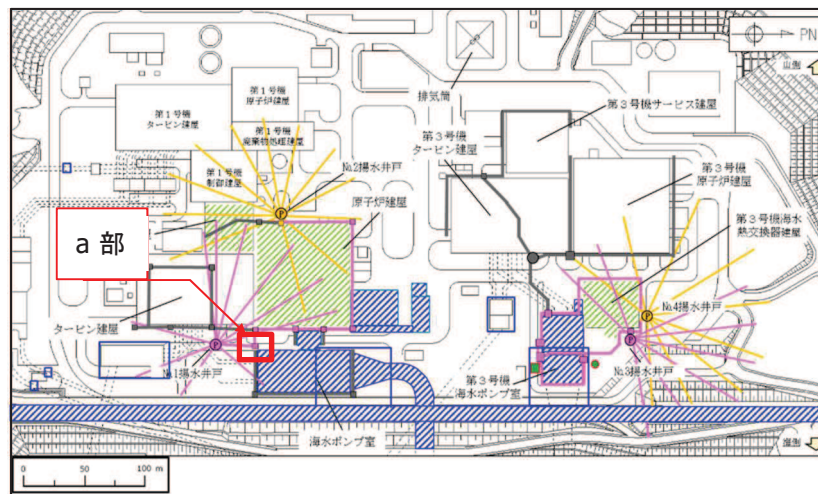 PN
山側
第１号機
原子炉建屋
第１号機
タービン建屋
排気筒
第３号機サービス建屋
第１号機
廃棄物処理建屋
第３号機
タービン建屋
№2揚水井戸
第１号機
制御建屋
第３号機
原子炉建屋
原子炉建屋
第３号機海水
熱交換器建屋
a 部
№4揚水井戸
タービン建屋
№1揚水井戸
第３号機
海水ポンプ室
№3揚水井戸
海水ポンプ室
海側
0 50 100 m